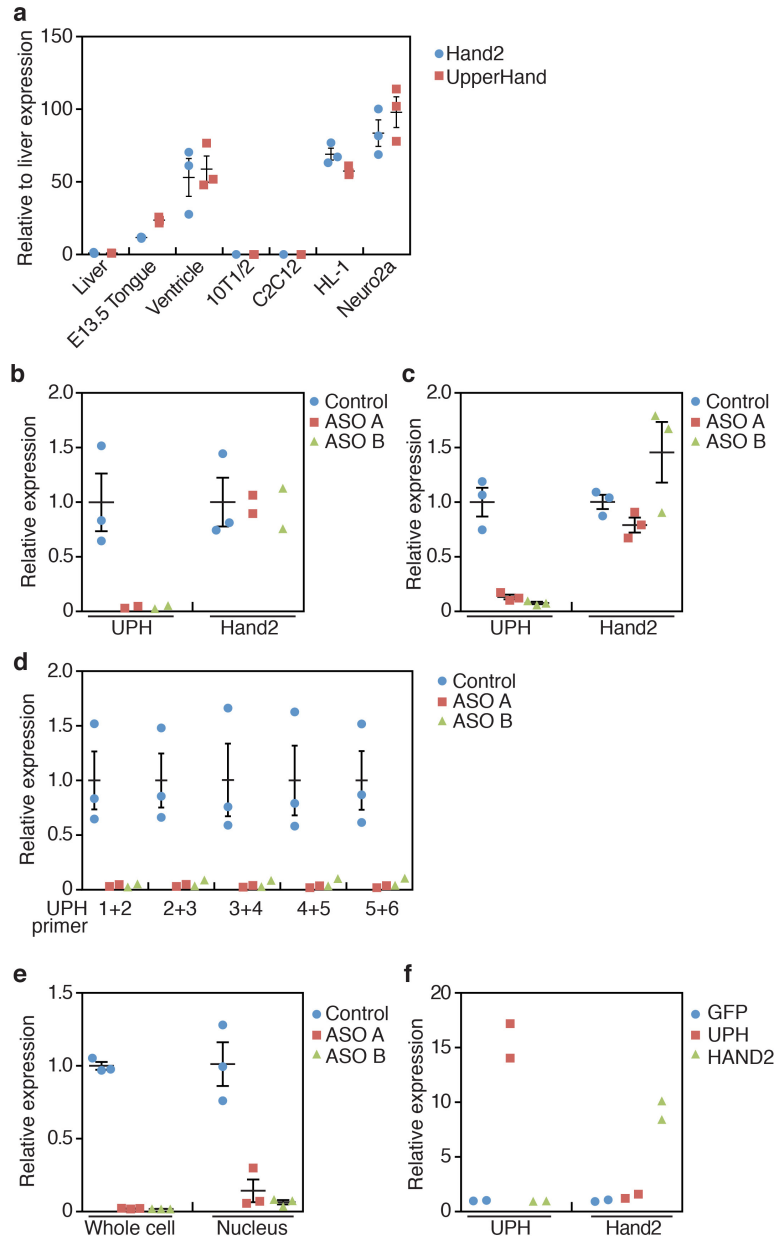 a
150
100
50
0
Relative to liver expression
Hand2
UpperHand
Liver
E13.5 Tongue
Ventricle
10T1/2
C2C12
HL-1
Neuro2a
b
2.0
1.5
1.0
0.5
0
Relative expression
Control
ASO A
ASO B
UPH Hand2
c
2.0
1.5
1.0
0.5
0
Relative expression
Control
ASO A
ASO B
UPH Hand2
d
2.0
1.5
1.0
0.5
0
Relative expression
Control
ASO A
ASO B
UPH 1+2 2+3 3+4 4+5 5+6
primer
e
1.5
1.0
0.5
0
Relative expression
Control
ASO A
ASO B
Whole cell Nucleus
f
20
15
10
5
0
Relative expression
GFP
UPH
HAND2
UPH Hand2